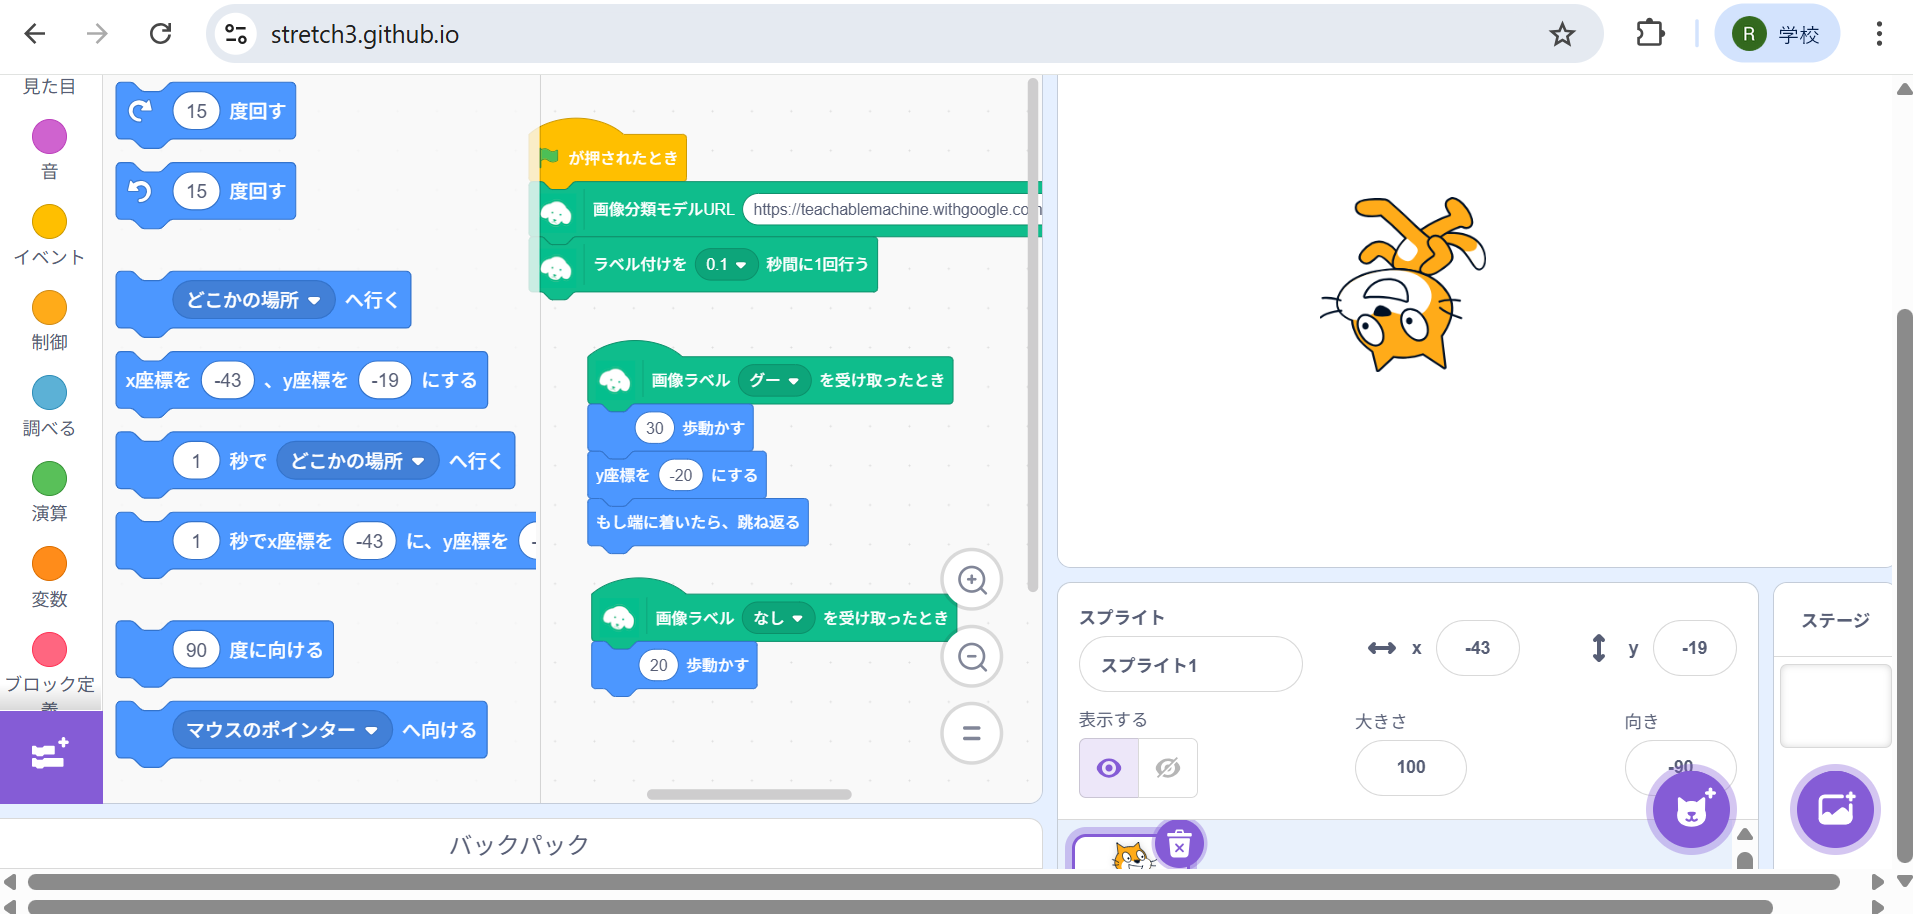 stretch3.github.io
R 学校
見た目
音
イベント
制御
調べる
演算
変数
ブロック定
15 度回す
15 度回す
どこかの場所 へ行く
x座標を -43 、y座標を -19 にする
1 秒で どこかの場所 へ行く
1 秒でx座標を -43 に、y座標を
90 度に向ける
マウスのポインター へ向ける
が押されたとき
画像分類モデルURL https://teachablemachine.withgoogle.com
ラベル付けを 0.1 秒間に1回行う
画像ラベル グー を受け取ったとき
30 歩動かす
y座標を -20 にする
もし端に着いたら、跳ね返る
画像ラベル なし を受け取ったとき
20 歩動かす
バックパック
スプライト
スプライト1
x -43
y -19
表示する
大きさ
100
向き
-90
ステージ